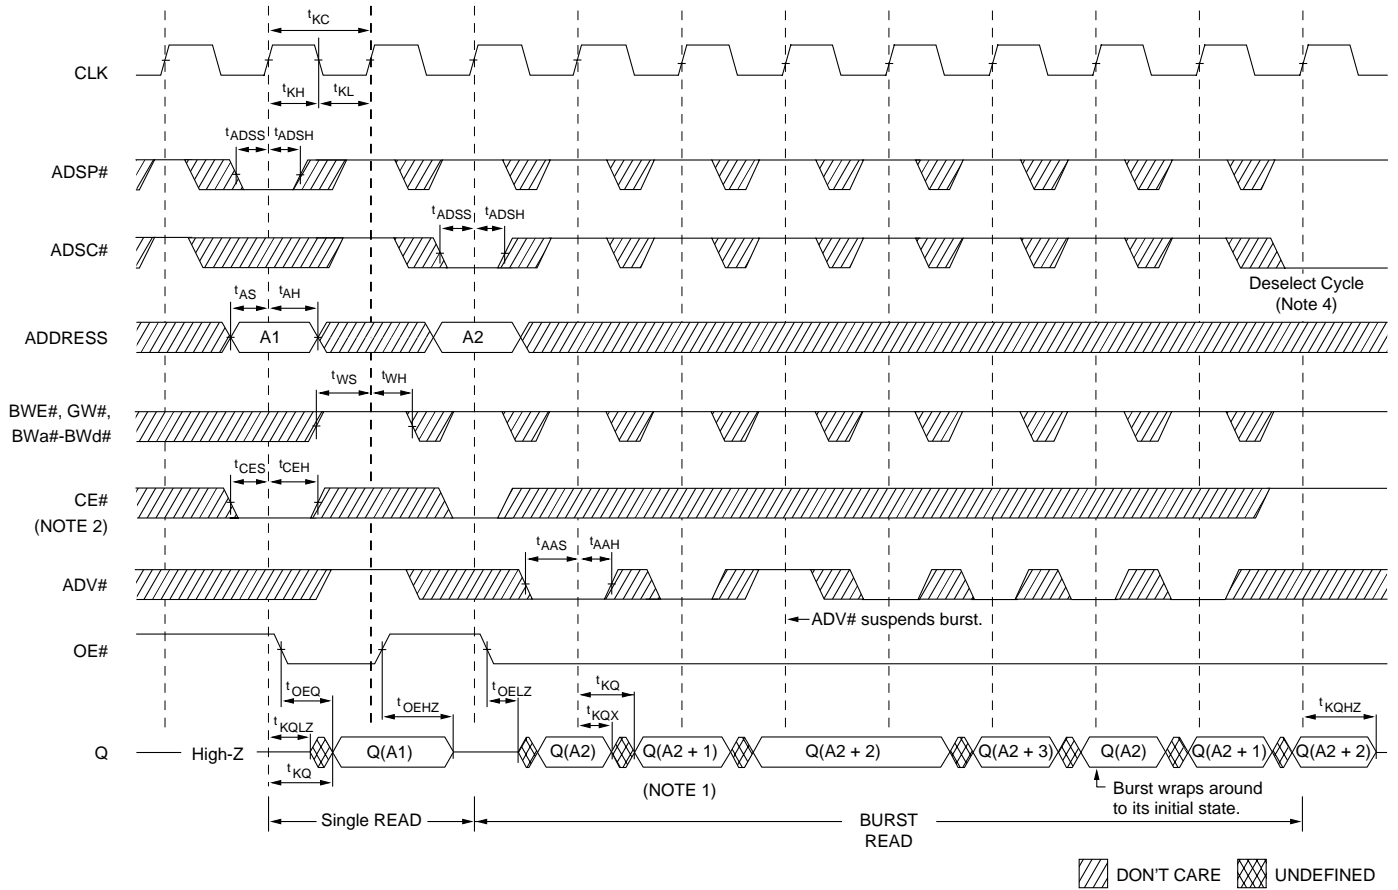 tKC
CLK
tKH
tKL
tADSS
tADSH
ADSP#
tADSS
tADSH
ADSC#
Deselect Cycle
(Note 4)
tAS
tAH
ADDRESS
A1
A2
tWS
tWH
BWE#, GW#,
BWa#-BWd#
tCES
tCEH
CE#
(NOTE 2)
tAAS
tAAH
ADV#
ADV# suspends burst.
OE#
tOEQ
tOEHZ
tOELZ
tKQ
tKQX
tKQHZ
tKQLZ
Q
High-Z
Q(A1)
Q(A2)
Q(A2 + 1)
Q(A2 + 2)
Q(A2 + 3)
Q(A2)
Q(A2 + 1)
Q(A2 + 2)
tKQ
(NOTE 1)
Burst wraps around
to its initial state.
Single READ
BURST
READ
DON'T CARE
UNDEFINED